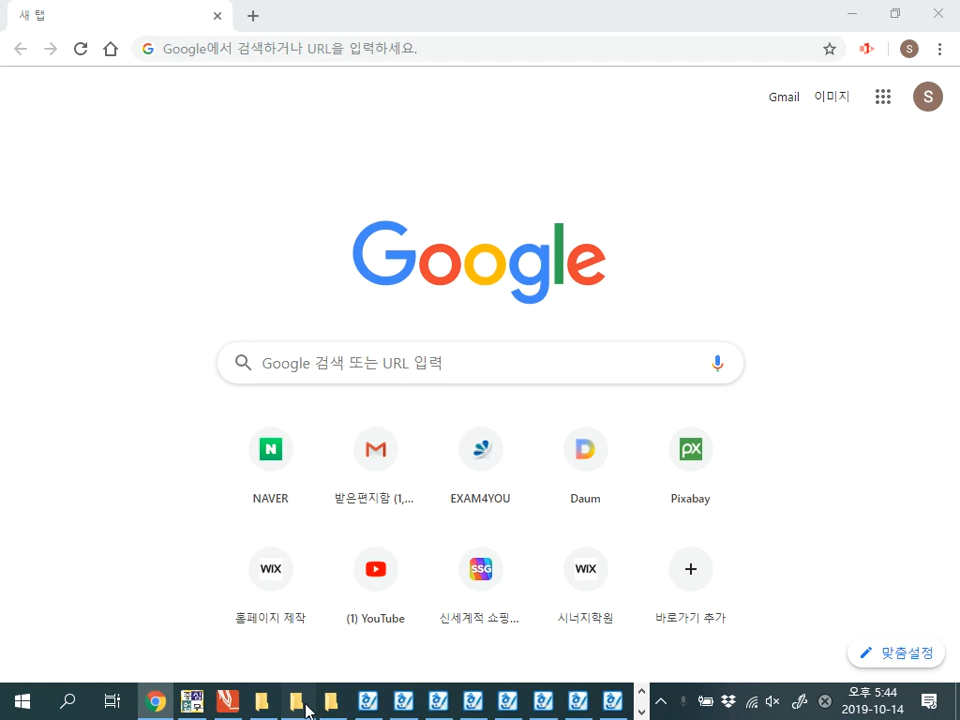 새 탭
Google에서 검색하거나 URL을 입력하세요.
S
Gmail 이미지
S
Google
Google 검색 또는 URL 입력
N
M
D
PX
NAVER
받은편지함 (1,...
EXAM4YOU
Daum
Pixabay
WIX
SSG
WIX
홈페이지 제작
(1) YouTube
신세계적 쇼핑...
시너지학원
바로가기 추가
맞춤설정
오후 5:44
2019-10-14